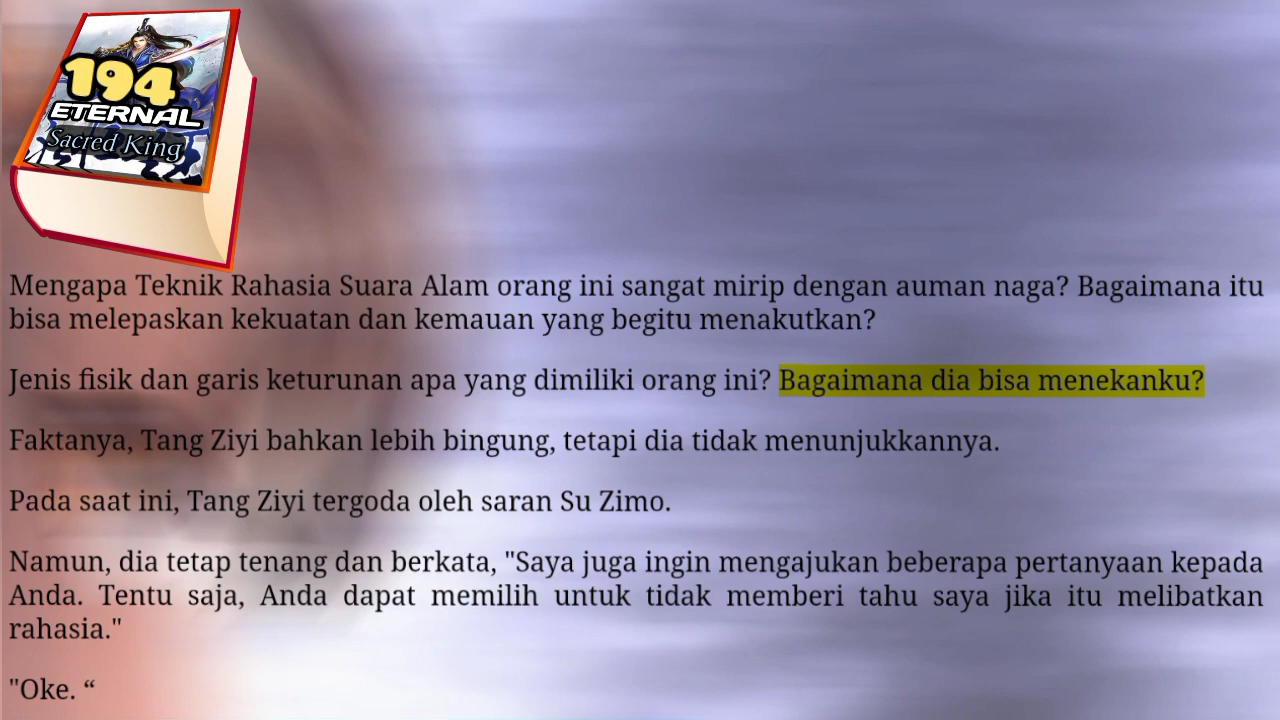 194
ETERNAL
Sacred King
Mengapa Teknik Rahasia Suara Alam orang ini sangat mirip dengan auman naga? Bagaimana itu
bisa melepaskan kekuatan dan kemauan yang begitu menakutkan?
Jenis fisik dan garis keturunan apa yang dimiliki orang ini? Bagaimana dia bisa menekanku?
Faktanya, Tang Ziyi bahkan lebih bingung, tetapi dia tidak menunjukkannya.
Pada saat ini, Tang Ziyi tergoda oleh saran Su Zimo.
Namun, dia tetap tenang dan berkata, "Saya juga ingin mengajukan beberapa pertanyaan kepada
Anda. Tentu saja, Anda dapat memilih untuk tidak memberi tahu saya jika itu melibatkan
rahasia."
"Oke. “